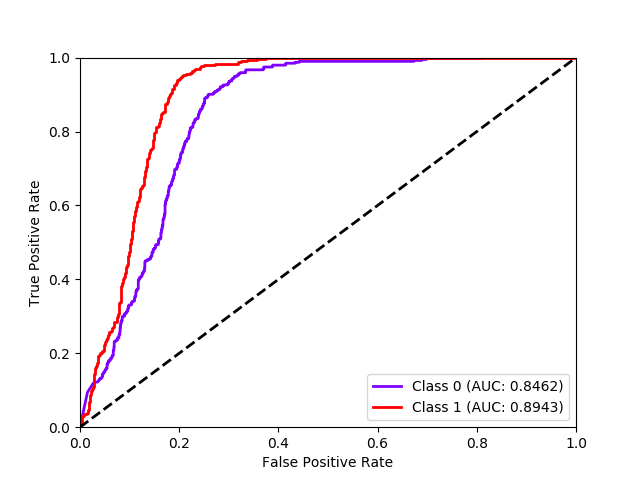 1.0
0.8
0.6
0.4
0.2
0.0
True Positive Rate
Class 0 (AUC: 0.8462)
Class 1 (AUC: 0.8943)
0.0 0.2 0.4 0.6 0.8 1.0
False Positive Rate